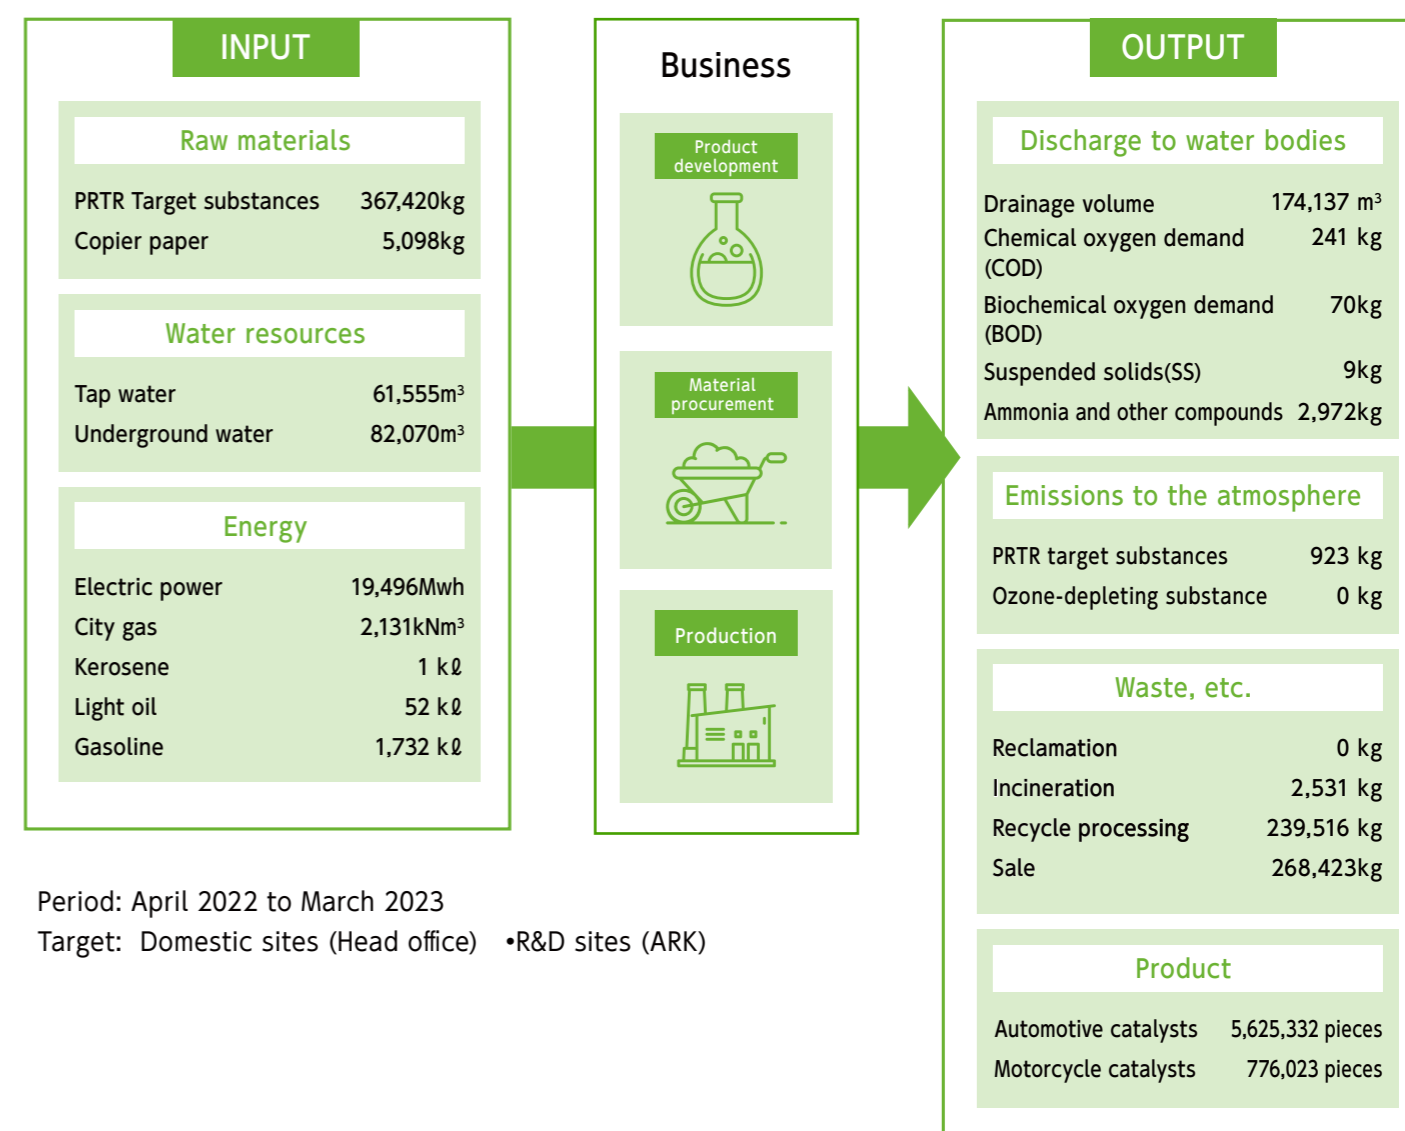 INPUT
Raw materials
PRTR Target substances 367,420kg
Copier paper 5,098kg
Water resources
Tap water 61,555m³
Underground water 82,070m³
Energy
Electric power 19,496Mwh
City gas 2,131kNm³
Kerosene 1 kℓ
Light oil 52 kℓ
Gasoline 1,732 kℓ
Business
Product
development
Material
procurement
Production
OUTPUT
Discharge to water bodies
Drainage volume 174,137 m³
Chemical oxygen demand 241 kg
(COD)
Biochemical oxygen demand 70kg
(BOD)
Suspended solids(SS) 9kg
Ammonia and other compounds 2,972kg
Emissions to the atmosphere
PRTR target substances 923 kg
Ozone-depleting substance 0 kg
Waste, etc.
Reclamation 0 kg
Incineration 2,531 kg
Recycle processing 239,516 kg
Sale 268,423kg
Product
Automotive catalysts 5,625,332 pieces
Motorcycle catalysts 776,023 pieces
Period: April 2022 to March 2023
Target: Domestic sites (Head office) •R&D sites (ARK)